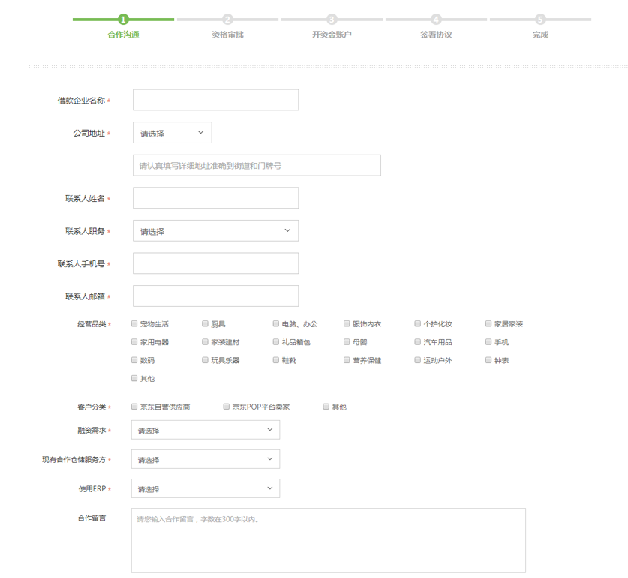 1 2 3 4 5
合作沟通 资格审核 开资金账户 签署协议 完成
借款企业名称 *
公司地址 * 请选择
请认真填写详细地址准确到街道和门牌号
联系人姓名 *
联系人职务 * 请选择
联系人手机号 *
联系人邮箱 *
经营品类 * 宠物生活 厨具 电脑、办公 服饰内衣 个护化妆 家居家装
家用电器 家装建材 礼品箱包 母婴 汽车用品 手机
数码 玩具乐器 鞋靴 营养保健 运动户外 钟表
其他
客户分类 * 京东自营供应商 京东POP平台商家 其他
融资需求 * 请选择
现有合作仓储服务方 * 请选择
使用ERP * 请选择
合作留言 请您输入合作留言，字数在300字以内。